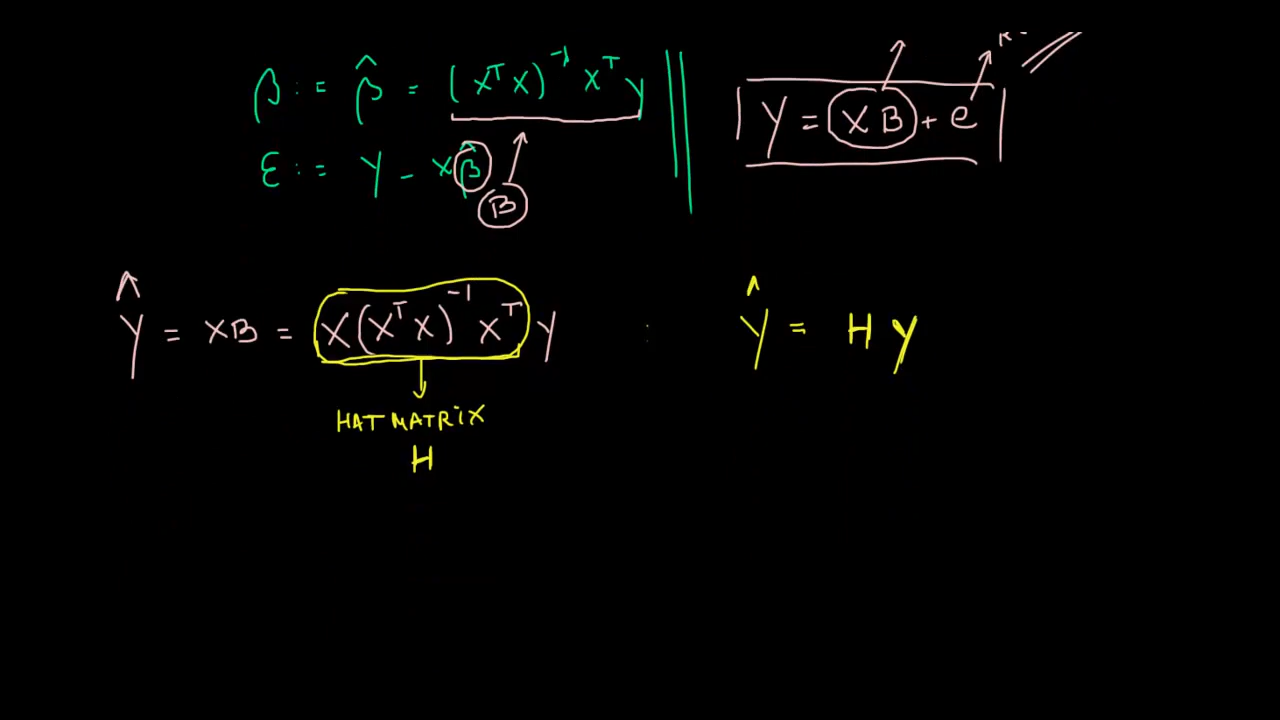 β := β̂ = (XᵀX)⁻¹XᵀY
Y = XB + e
ε := Y - Xβ̂
B
Ŷ = XB = X(XᵀX)⁻¹XᵀY
Ŷ = HY
HAT MATRIX
H